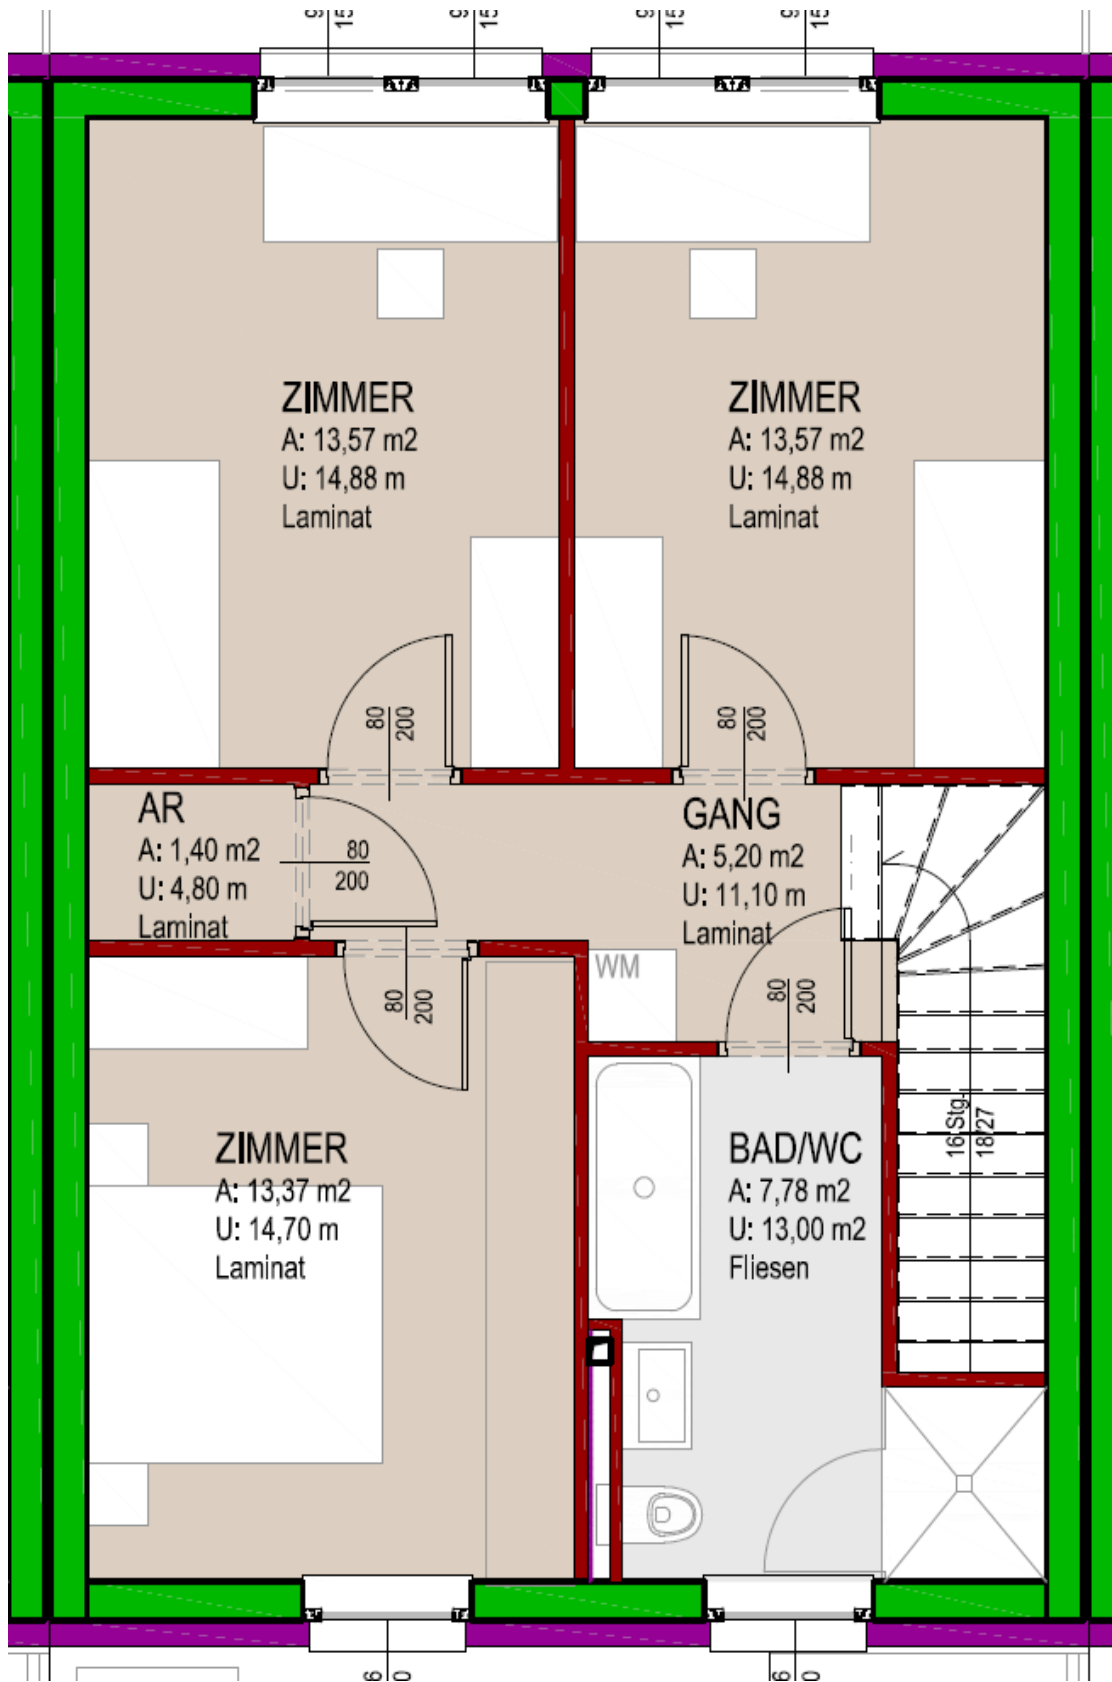 ZIMMER
A: 13,57 m2
U: 14,88 m
Laminat
ZIMMER
A: 13,57 m2
U: 14,88 m
Laminat
80
200
80
200
AR
A: 1,40 m2
U: 4,80 m
Laminat
80
200
GANG
A: 5,20 m2
U: 11,10 m
Laminat
WM
80
200
80
200
16 Stg.
18/27
ZIMMER
A: 13,37 m2
U: 14,70 m
Laminat
BAD/WC
A: 7,78 m2
U: 13,00 m2
Fliesen